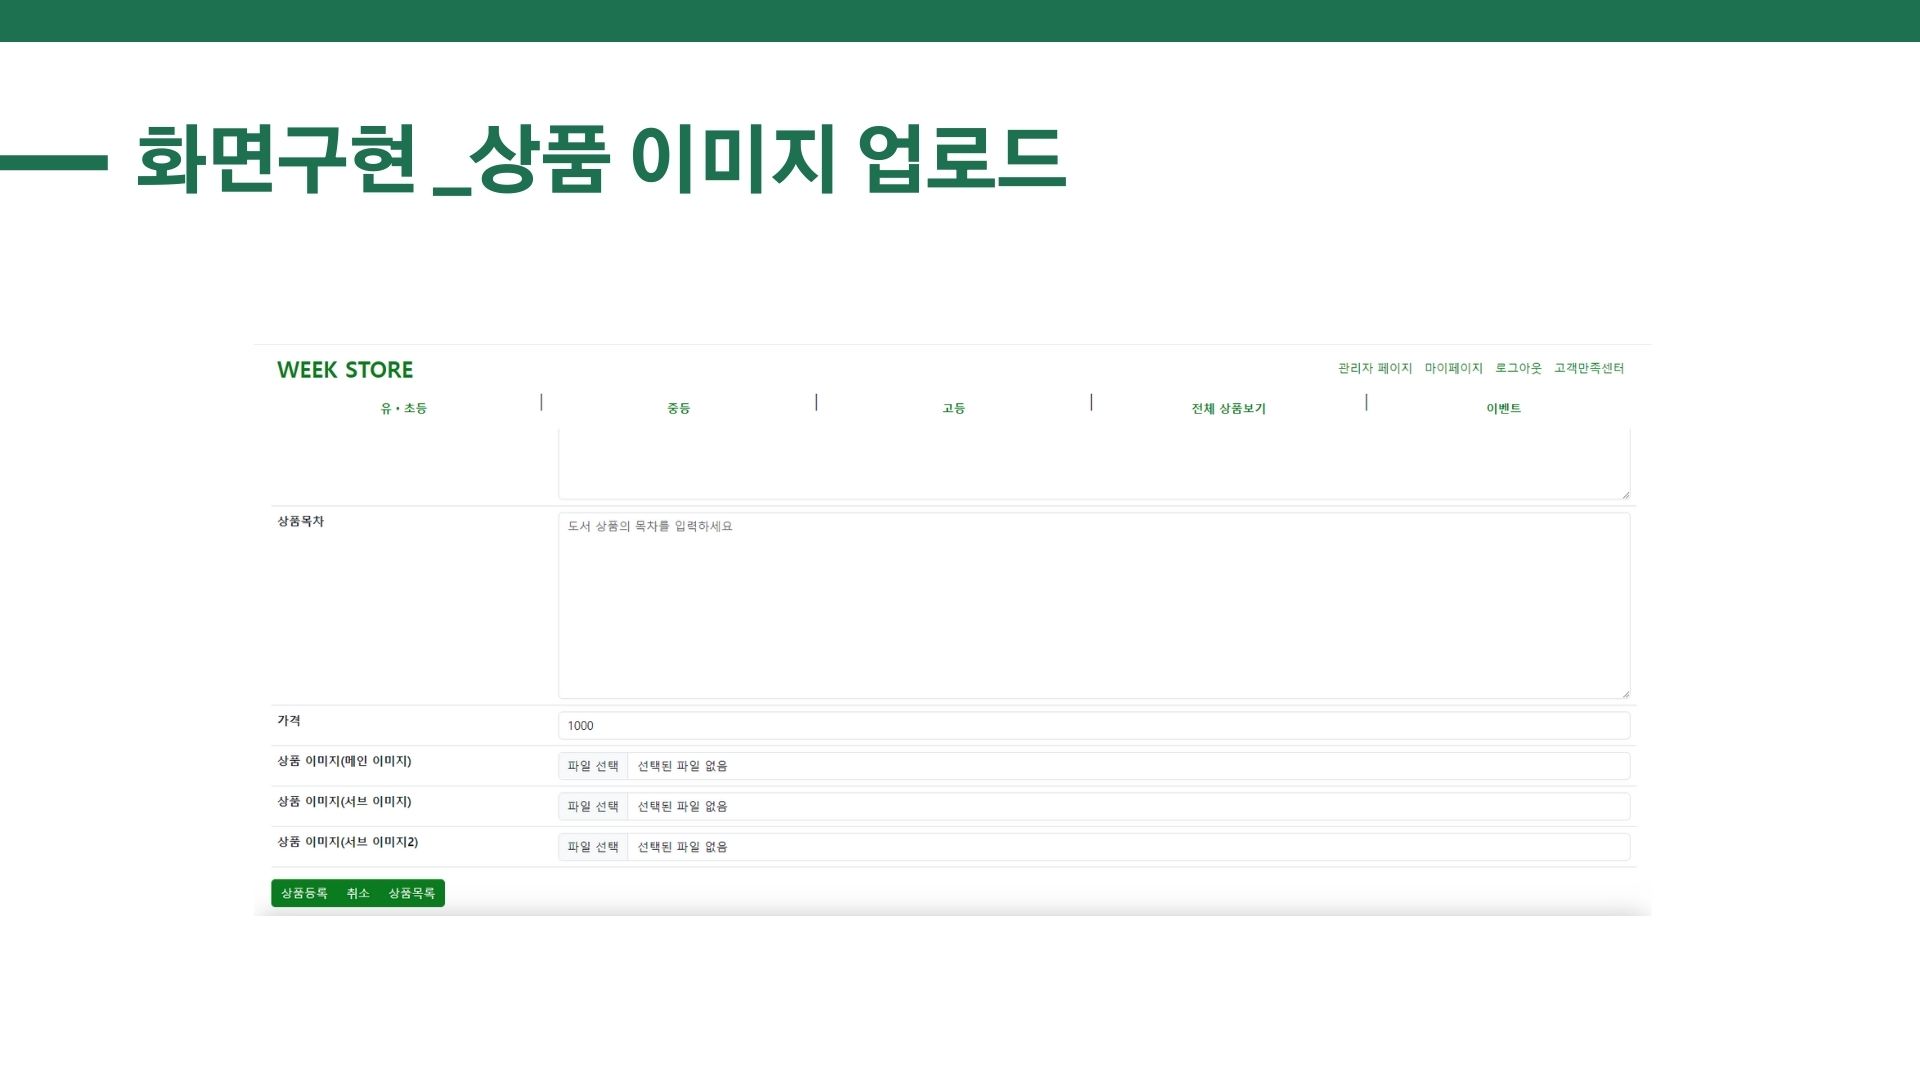 화면구현 _상품 이미지 업로드
WEEK STORE
관리자 페이지 마이페이지 로그아웃 고객만족센터
유 • 초등 | 중등 | 고등 | 전체 상품보기 | 이벤트
상품목차
도서 상품의 목차를 입력하세요
가격
1000
상품 이미지(메인 이미지)
파일 선택 선택된 파일 없음
상품 이미지(서브 이미지)
파일 선택 선택된 파일 없음
상품 이미지(서브 이미지2)
파일 선택 선택된 파일 없음
상품등록 취소 상품목록